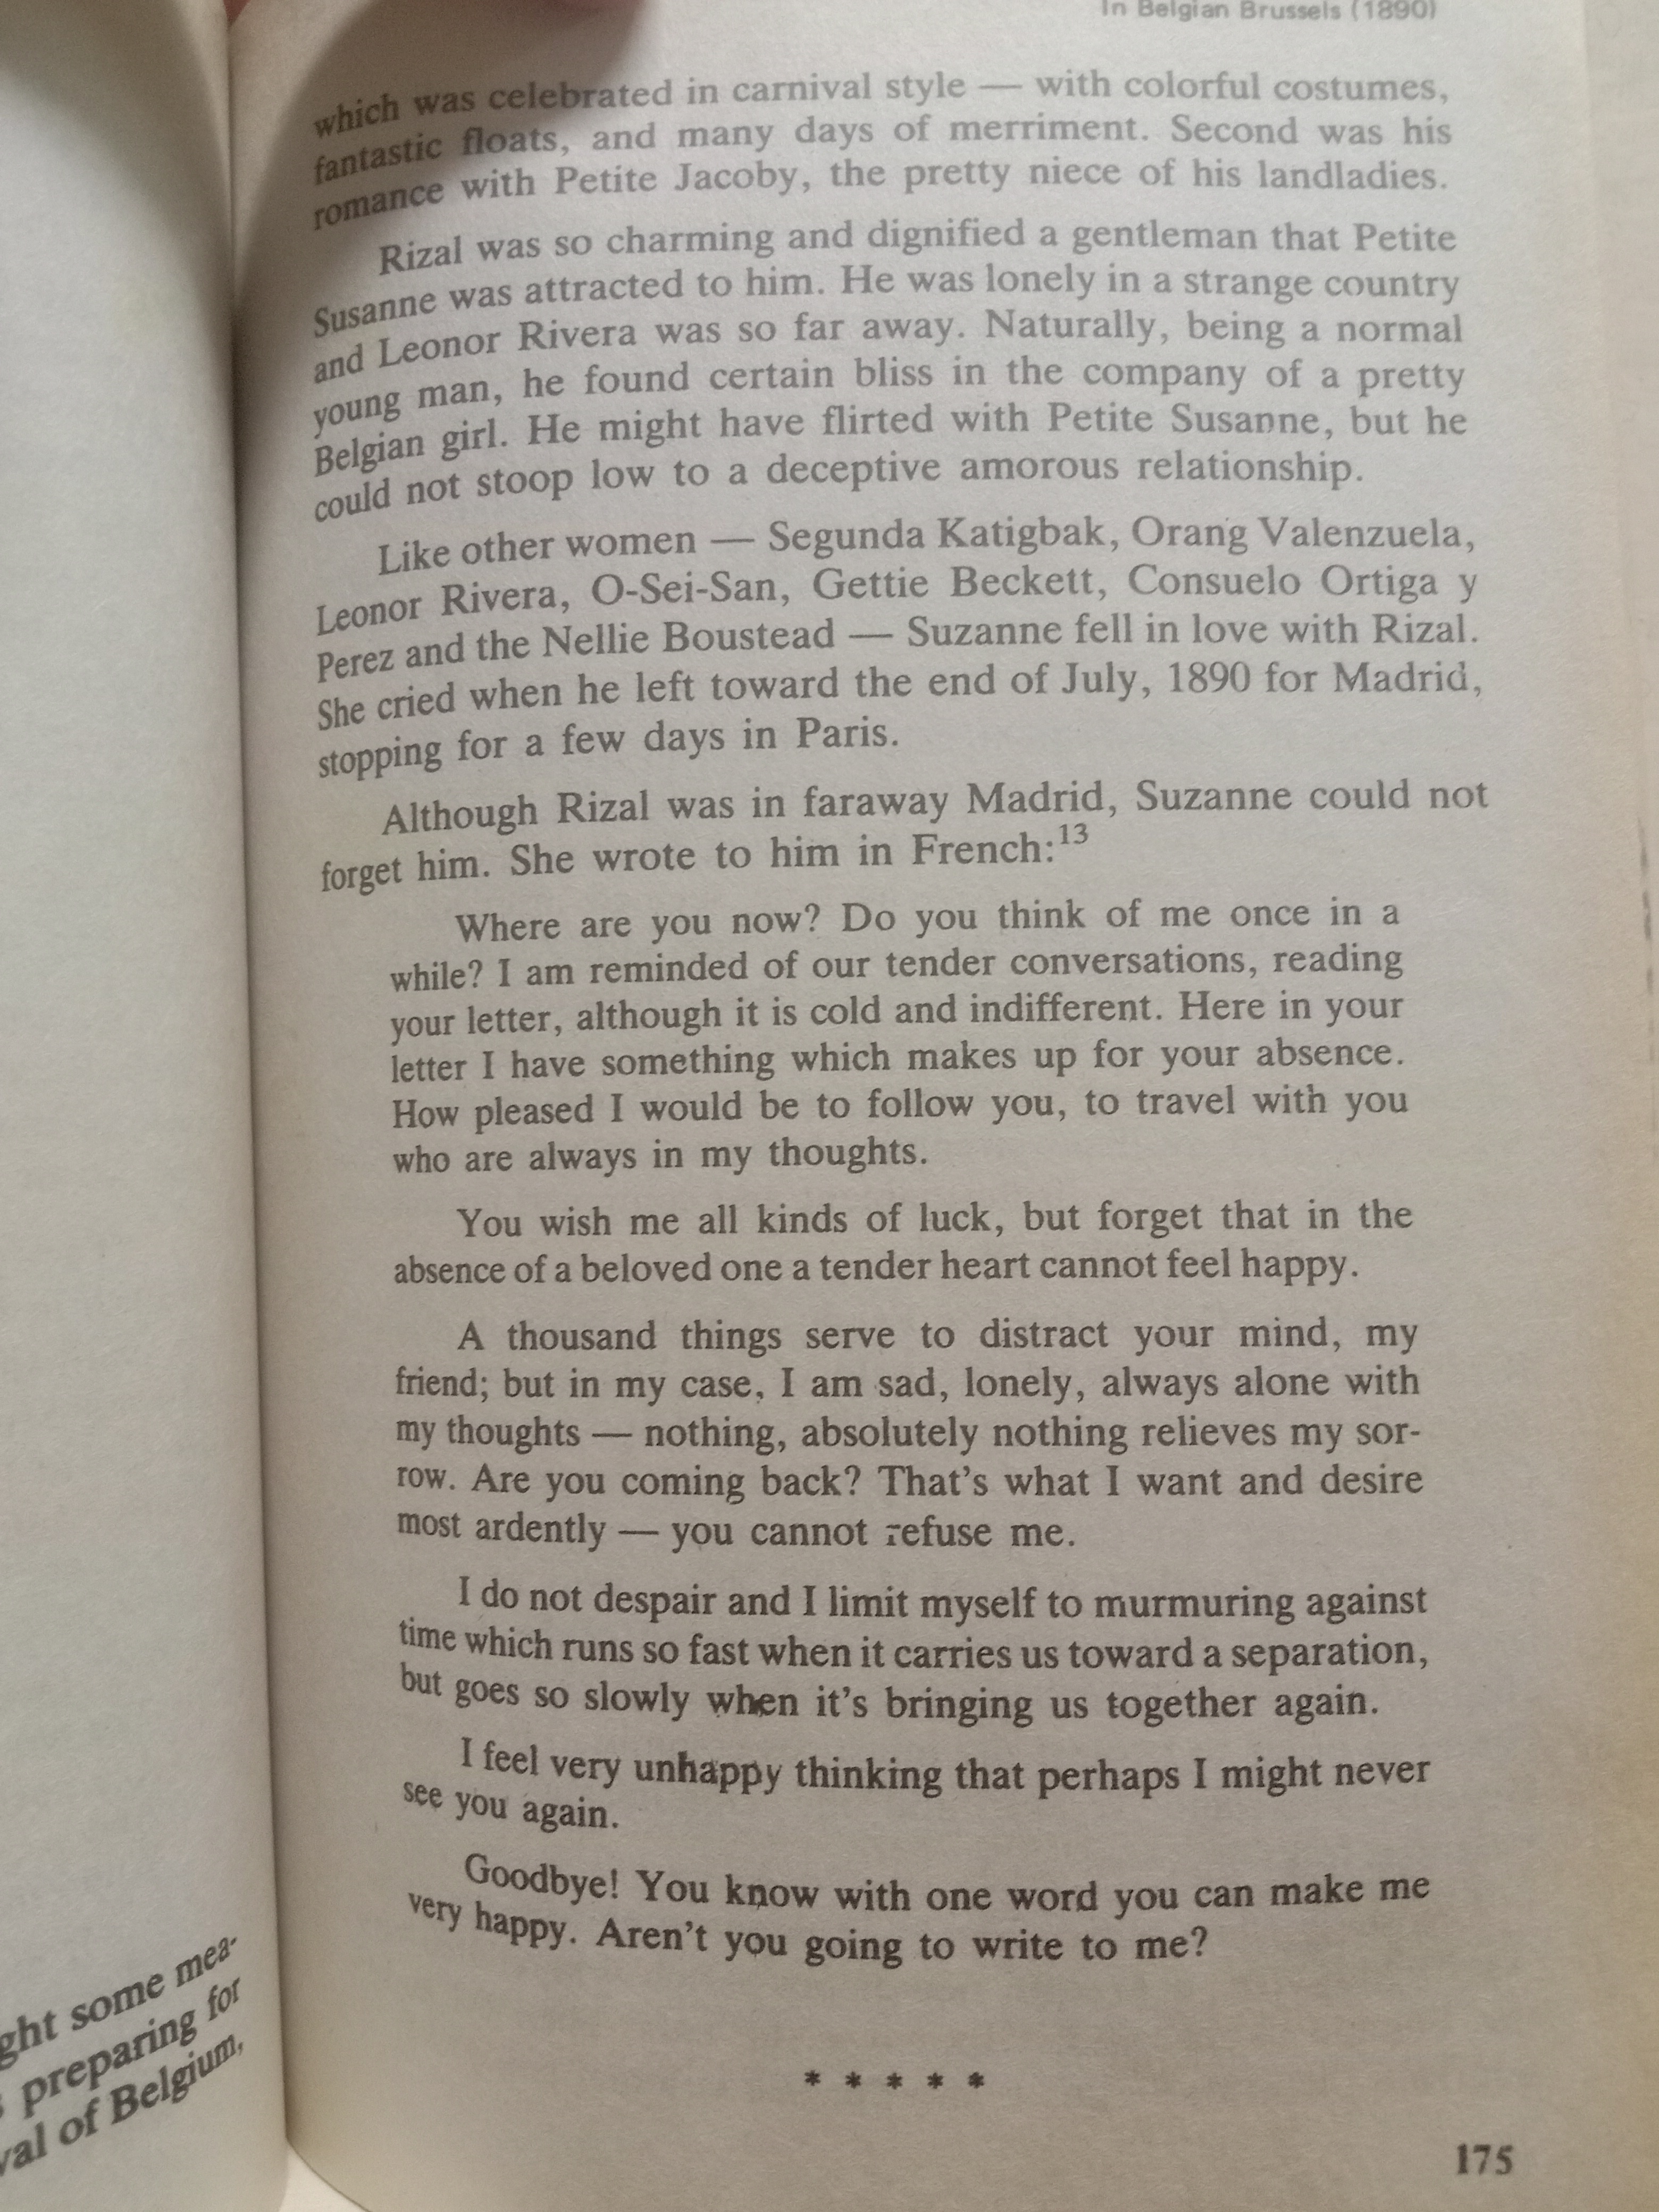 ght some mea-
preparing for
val of Belgium,
In Belgian Brussels (1890)
which was celebrated in carnival style — with colorful costumes,
fantastic floats, and many days of merriment. Second was his
romance with Petite Jacoby, the pretty niece of his landladies.
Rizal was so charming and dignified a gentleman that Petite
Susanne was attracted to him. He was lonely in a strange country
and Leonor Rivera was so far away. Naturally, being a normal
young man, he found certain bliss in the company of a pretty
Belgian girl. He might have flirted with Petite Susanne, but he
could not stoop low to a deceptive amorous relationship.
Like other women — Segunda Katigbak, Orang Valenzuela,
Leonor Rivera, O-Sei-San, Gettie Beckett, Consuelo Ortiga y
Perez and the Nellie Boustead — Suzanne fell in love with Rizal.
She cried when he left toward the end of July, 1890 for Madrid,
stopping for a few days in Paris.
Although Rizal was in faraway Madrid, Suzanne could not
forget him. She wrote to him in French:13
Where are you now? Do you think of me once in a
while? I am reminded of our tender conversations, reading
your letter, although it is cold and indifferent. Here in your
letter I have something which makes up for your absence.
How pleased I would be to follow you, to travel with you
who are always in my thoughts.
You wish me all kinds of luck, but forget that in the
absence of a beloved one a tender heart cannot feel happy.
A thousand things serve to distract your mind, my
friend; but in my case, I am sad, lonely, always alone with
my thoughts — nothing, absolutely nothing relieves my sor-
row. Are you coming back? That's what I want and desire
most ardently — you cannot refuse me.
I do not despair and I limit myself to murmuring against
time which runs so fast when it carries us toward a separation,
but goes so slowly when it's bringing us together again.
I feel very unhappy thinking that perhaps I might never
see you again.
Goodbye! You know with one word you can make me
very happy. Aren't you going to write to me?
* * * * *
175